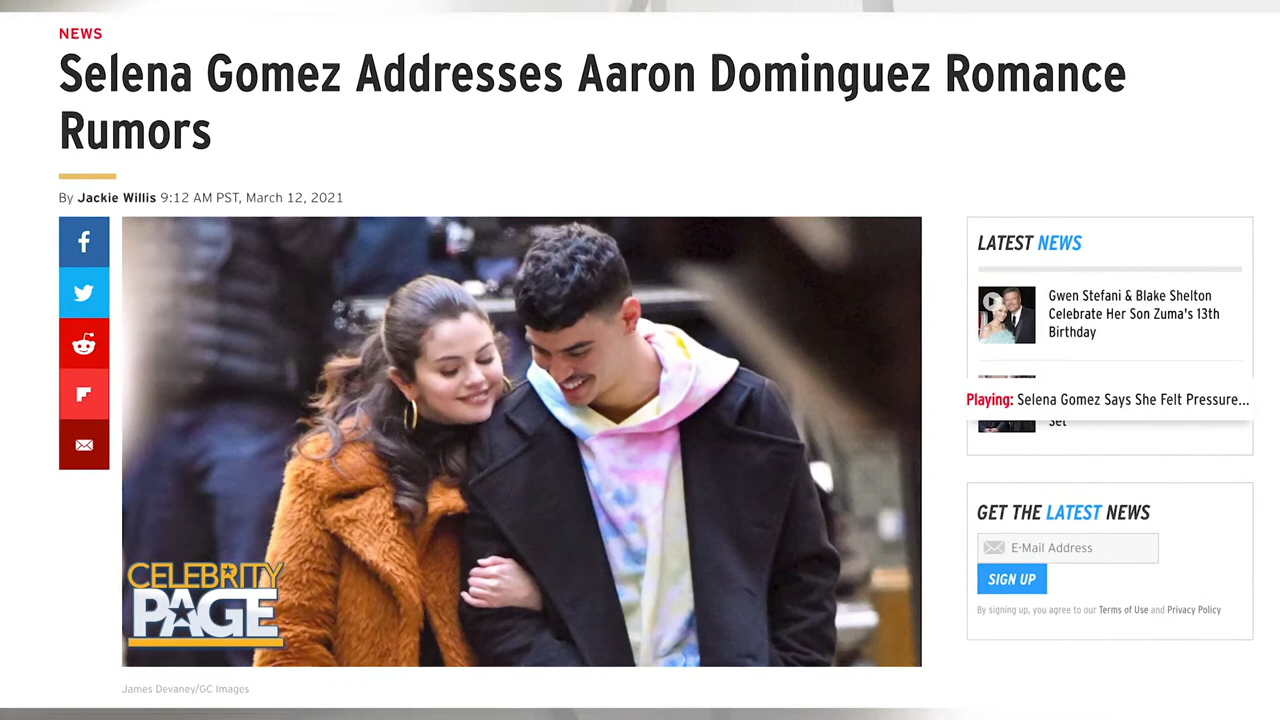 NEWS
Selena Gomez Addresses Aaron Dominguez Romance
Rumors
By Jackie Willis 9:12 AM PST, March 12, 2021
f
CELEBRITY
PAGE
James Devaney/GC Images
LATEST NEWS
Gwen Stefani & Blake Shelton
Celebrate Her Son Zuma's 13th
Birthday
Playing: Selena Gomez Says She Felt Pressure...
Set
GET THE LATEST NEWS
E-Mail Address
SIGN UP
By signing up, you agree to our Terms of Use and Privacy Policy